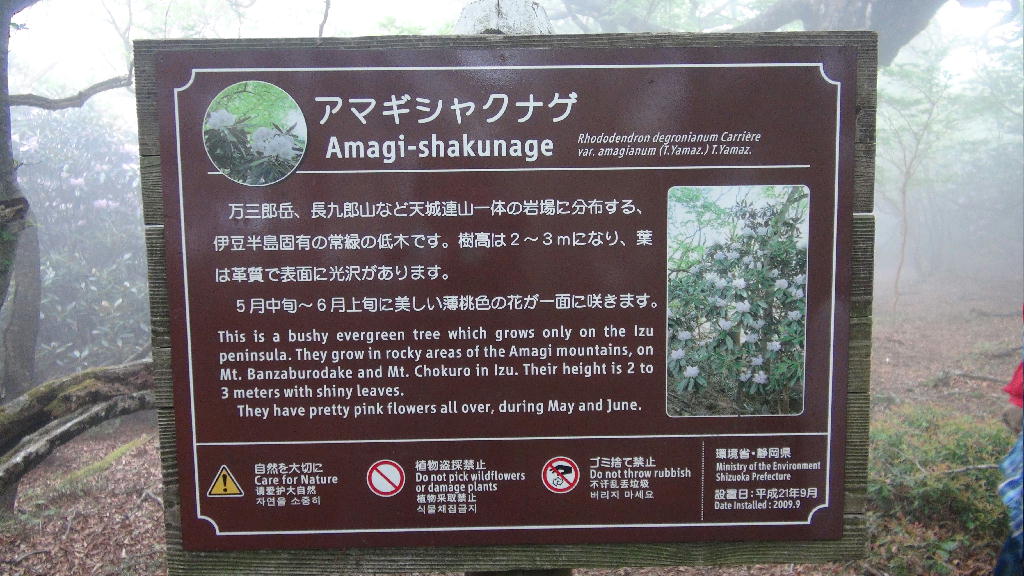 アマギシャクナゲ
Amagi-shakunage
Rhododendron degronianum Carrière
var. amagianum (T.Yamaz.) T.Yamaz.
万三郎岳、長九郎山など天城連山一体の岩場に分布する、
伊豆半島固有の常緑の低木です。樹高は2〜3mになり、葉
は革質で表面に光沢があります。
5月中旬〜6月上旬に美しい薄桃色の花が一面に咲きます。
This is a bushy evergreen tree which grows only on the Izu
peninsula. They grow in rocky areas of the Amagi mountains, on
Mt. Banzaburodake and Mt. Chokuro in Izu. Their height is 2 to
3 meters with shiny leaves.
They have pretty pink flowers all over, during May and June.
自然を大切に
Care for Nature
请爱护大自然
자연을 소중히
植物盗採禁止
Do not pick wildflowers
or damage plants
植物采取禁止
식물채집금지
ゴミ捨て禁止
Do not throw rubbish
不许乱丢垃圾
버리지 마세요
環境省・静岡県
Ministry of the Environment
Shizuoka Prefecture
設置日:平成21年9月
Date Installed : 2009.9